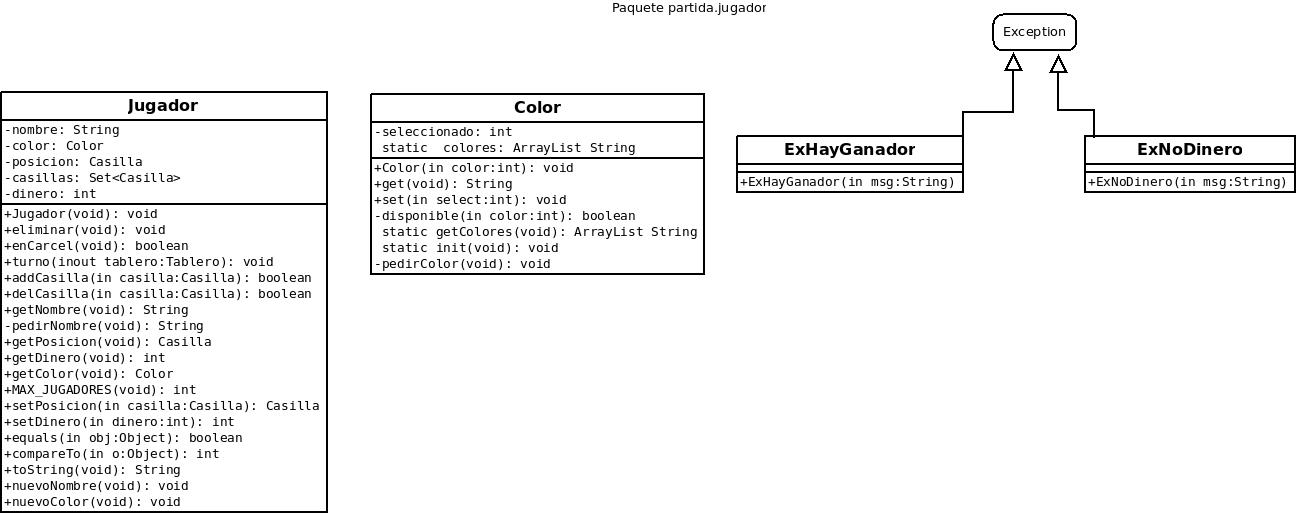 Paquete partida.jugador
Exception
Jugador
-nombre: String
-color: Color
-posicion: Casilla
-casillas: Set<Casilla>
-dinero: int
+Jugador(void): void
+eliminar(void): void
+enCarcel(void): boolean
+turno(inout tablero:Tablero): void
+addCasilla(in casilla:Casilla): boolean
+delCasilla(in casilla:Casilla): boolean
+getNombre(void): String
-pedirNombre(void): String
+getPosicion(void): Casilla
+getDinero(void): int
+getColor(void): Color
+MAX_JUGADORES(void): int
+setPosicion(in casilla:Casilla): Casilla
+setDinero(in dinero:int): int
+equals(in obj:Object): boolean
+compareTo(in o:Object): int
+toString(void): String
+nuevoNombre(void): void
+nuevoColor(void): void
Color
-seleccionado: int
static  colores: ArrayList String
+Color(in color:int): void
+get(void): String
+set(in select:int): void
-disponible(in color:int): boolean
static getColores(void): ArrayList String
static init(void): void
-pedirColor(void): void
ExHayGanador
+ExHayGanador(in msg:String)
ExNoDinero
+ExNoDinero(in msg:String)